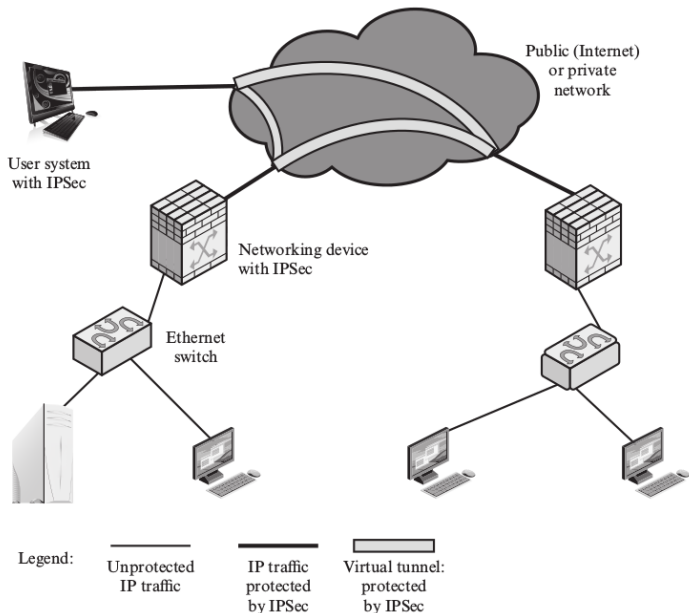 Public (Internet)
or private
network
User system
with IPSec
Networking device
with IPSec
Ethernet
switch
Legend:
Unprotected
IP traffic
IP traffic
protected
by IPSec
Virtual tunnel:
protected
by IPSec